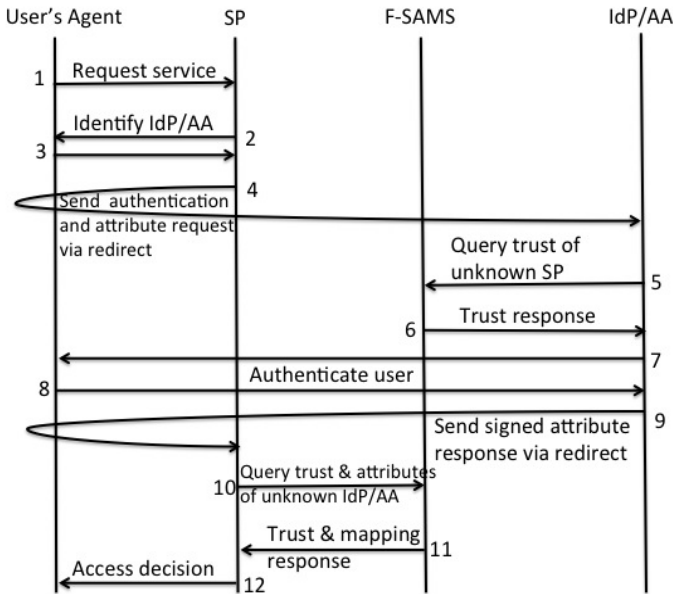 User's Agent SP F-SAMS IdP/AA
1 Request service
Identify IdP/AA
2
3
4
Send authentication
and attribute request
via redirect
Query trust of
unknown SP
5
6 Trust response
7
Authenticate user
8
9
Send signed attribute
response via redirect
Query trust & attributes
10 of unknown IdP/AA
Trust & mapping
response
11
Access decision
12